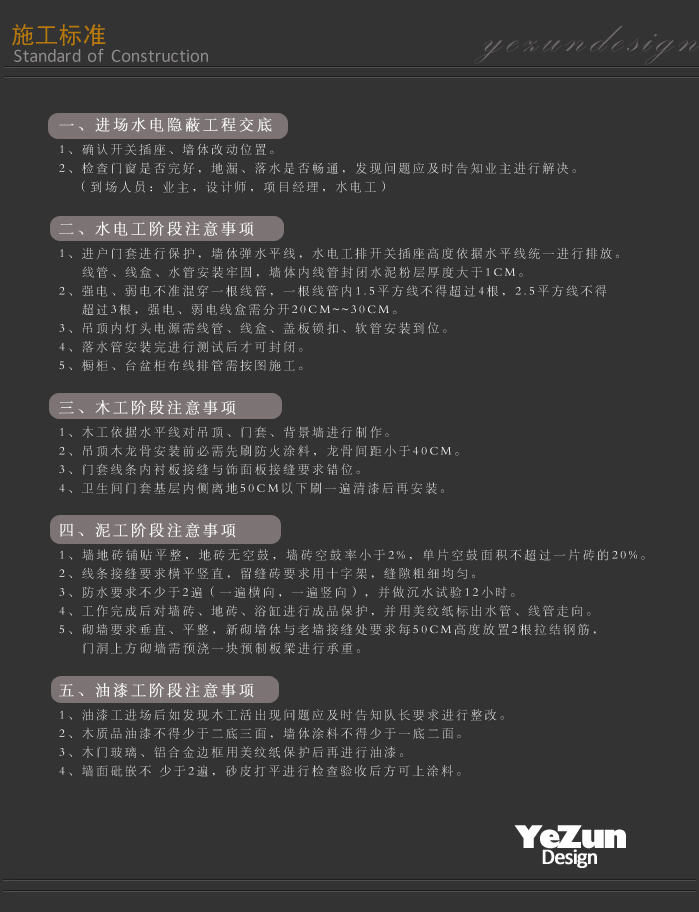 施工标准
Standard of Construction
yezundesign
一、进场水电隐蔽工程交底
1、确认开关插座、墙体改动位置。
2、检查门窗是否完好，地漏、落水是否畅通，发现问题应及时告知业主进行解决。
（到场人员：业主，设计师，项目经理，水电工）
二、水电工阶段注意事项
1、进户门套进行保护，墙体弹水平线，水电工排开关插座高度依据水平线统一进行排放。
线管、线盒、水管安装牢固，墙体内线管封闭水泥粉层厚度大于1CM。
2、强电、弱电不准混穿一根线管，一根线管内1.5平方线不得超过4根，2.5平方线不得
超过3根，强电、弱电线盒需分开20CM~~30CM。
3、吊顶内灯头电源需线管、线盒、盖板锁扣、软管安装到位。
4、落水管安装完进行测试后才可封闭。
5、橱柜、台盆柜布线排管需按图施工。
三、木工阶段注意事项
1、木工依据水平线对吊顶、门套、背景墙进行制作。
2、吊顶木龙骨安装前必需先刷防火涂料，龙骨间距小于40CM。
3、门套线条内衬板接缝与饰面板接缝要求错位。
4、卫生间门套基层内侧离地50CM以下刷一遍清漆后再安装。
四、泥工阶段注意事项
1、墙地砖铺贴平整，地砖无空鼓，墙砖空鼓率小于2%，单片空鼓面积不超过一片砖的20%。
2、线条接缝要求横平竖直，留缝砖要求用十字架，缝隙粗细均匀。
3、防水要求不少于2遍（一遍横向，一遍竖向），并做沉水试验12小时。
4、工作完成后对墙砖、地砖、浴缸进行成品保护，并用美纹纸标出水管、线管走向。
5、砌墙要求垂直、平整，新砌墙体与老墙接缝处要求每50CM高度放置2根拉结钢筋，
门洞上方砌墙需预浇一块预制板梁进行承重。
五、油漆工阶段注意事项
1、油漆工进场后如发现木工活出现问题应及时告知队长要求进行整改。
2、木质品油漆不得少于二底三面，墙体涂料不得少于一底二面。
3、木门玻璃、铝合金边框用美纹纸保护后再进行油漆。
4、墙面砒嵌不 少于2遍，砂皮打平进行检查验收后方可上涂料。
YeZun
Design